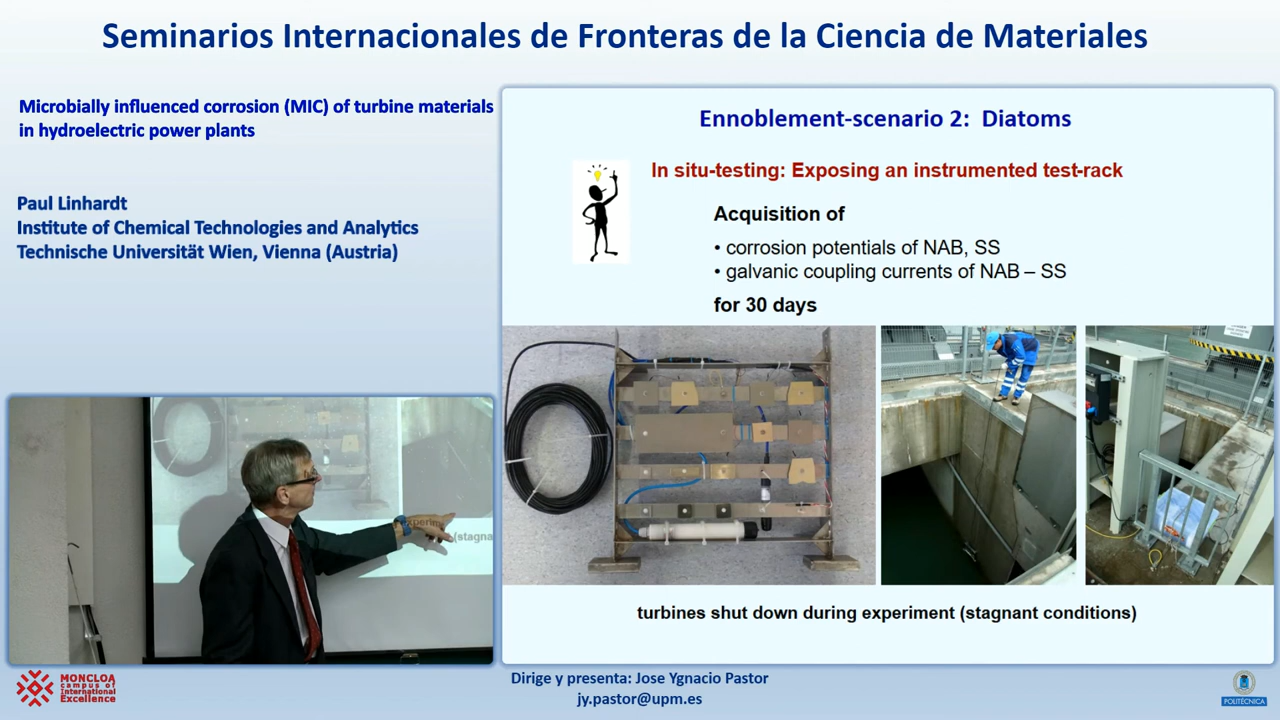 Seminarios Internacionales de Fronteras de la Ciencia de Materiales
Microbially influenced corrosion (MIC) of turbine materials
in hydroelectric power plants
Paul Linhardt
Institute of Chemical Technologies and Analytics
Technische Universität Wien, Vienna (Austria)
Ennoblement-scenario 2: Diatoms
In situ-testing: Exposing an instrumented test-rack
Acquisition of
• corrosion potentials of NAB, SS
• galvanic coupling currents of NAB – SS
for 30 days
turbines shut down during experiment (stagnant conditions)
(stagna
MONCLOA
campus of
International
Excellence
Dirige y presenta: Jose Ygnacio Pastor
jy.pastor@upm.es
POLITÉCNICA